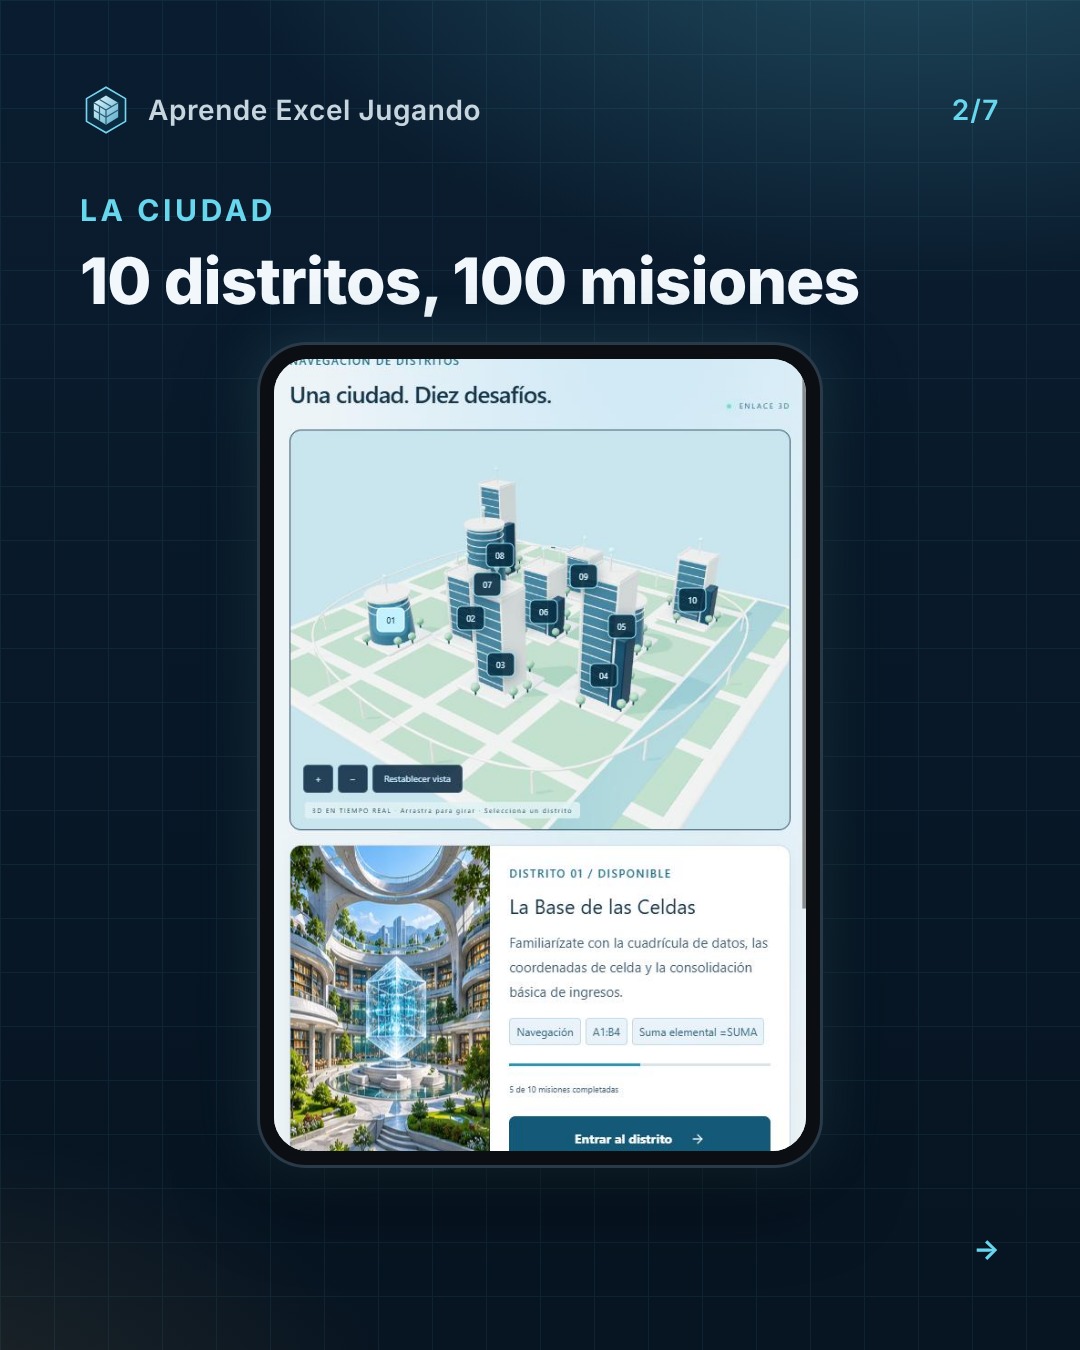 Aprende Excel Jugando
2/7
LA CIUDAD
10 distritos, 100 misiones
NAVEGACIÓN DE DISTRITOS
Una ciudad. Diez desafíos.
ENLACE 3D
08
09
07
10
06
01
02
05
03
04
+
−
Restablecer vista
3D EN TIEMPO REAL · Arrastra para girar · Selecciona un distrito
DISTRITO 01 / DISPONIBLE
La Base de las Celdas
Familiarízate con la cuadrícula de datos, las
coordenadas de celda y la consolidación
básica de ingresos.
Navegación
A1:B4
Suma elemental =SUMA
5 de 10 misiones completadas
Entrar al distrito →
→